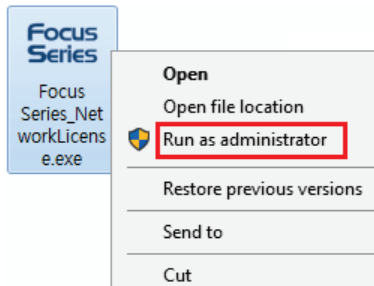 Focus
Series
Focus
Series_Net
workLicens
e.exe
Open
Open file location
Run as administrator
Restore previous versions
Send to
Cut